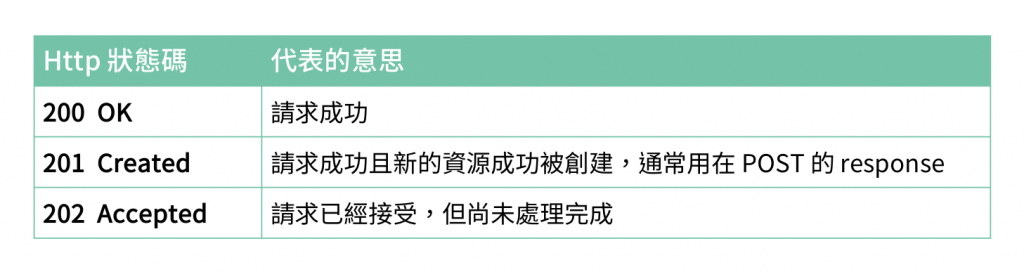 Http 狀態碼 代表的意思
200 OK 請求成功
201 Created 請求成功且新的資源成功被創建，通常用在 POST 的 response
202 Accepted 請求已經接受，但尚未處理完成